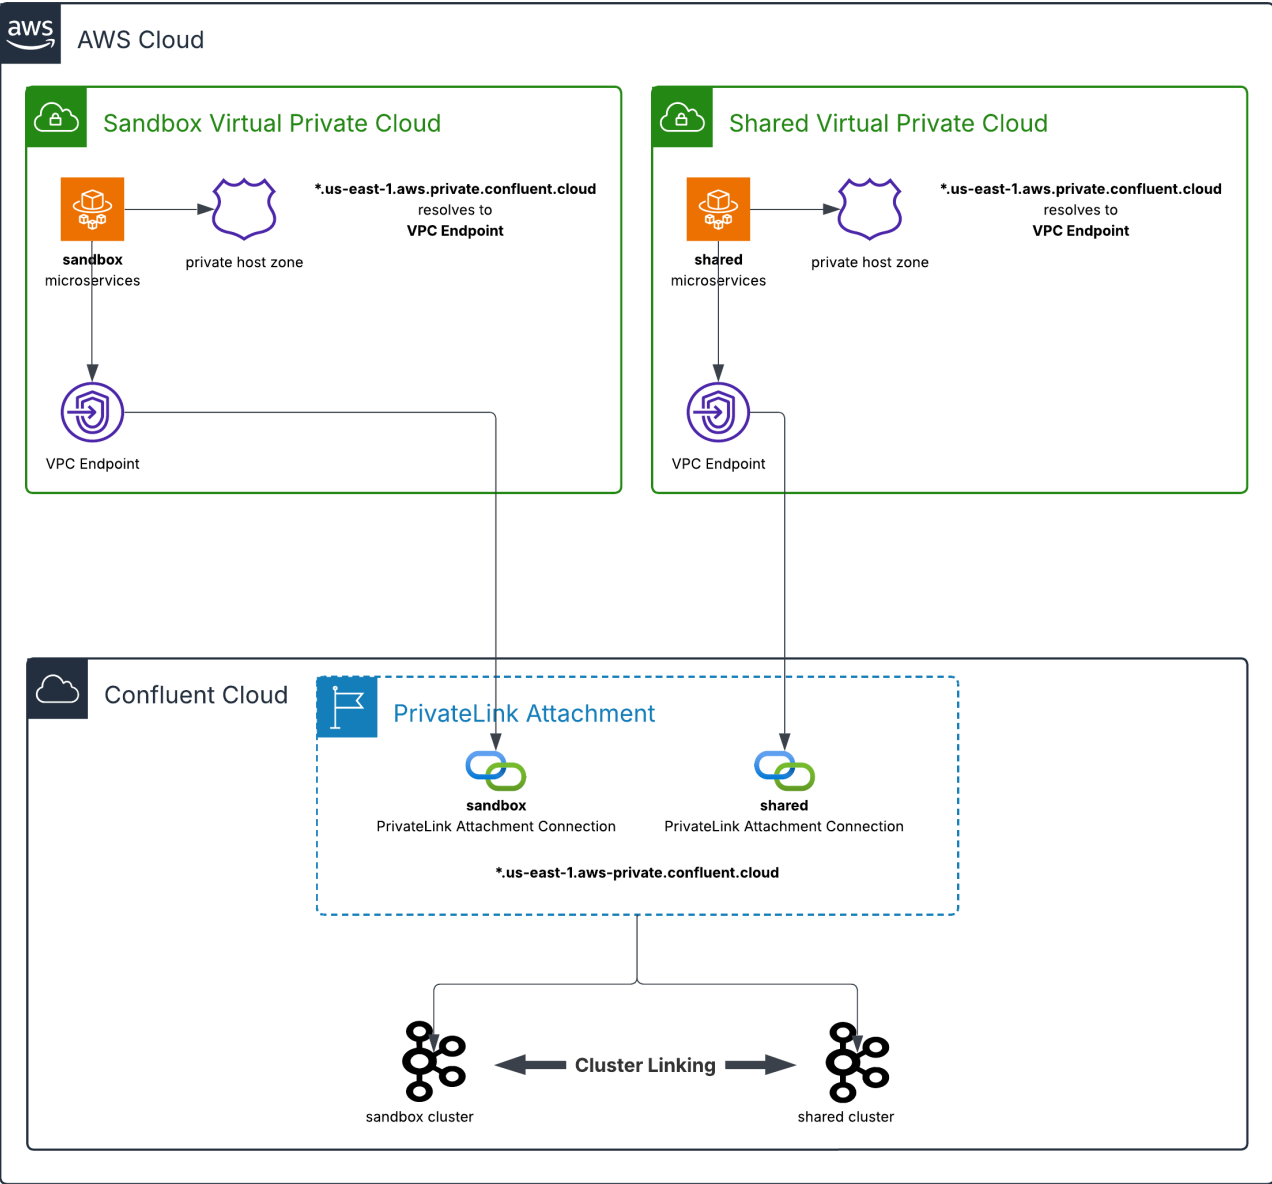 aws
AWS Cloud
Sandbox Virtual Private Cloud
sandbox
microservices
private host zone
*.us-east-1.aws.private.confluent.cloud
resolves to
VPC Endpoint
VPC Endpoint
Shared Virtual Private Cloud
shared
microservices
private host zone
*.us-east-1.aws.private.confluent.cloud
resolves to
VPC Endpoint
VPC Endpoint
Confluent Cloud
PrivateLink Attachment
sandbox
PrivateLink Attachment Connection
shared
PrivateLink Attachment Connection
*.us-east-1.aws-private.confluent.cloud
Cluster Linking
sandbox cluster
shared cluster